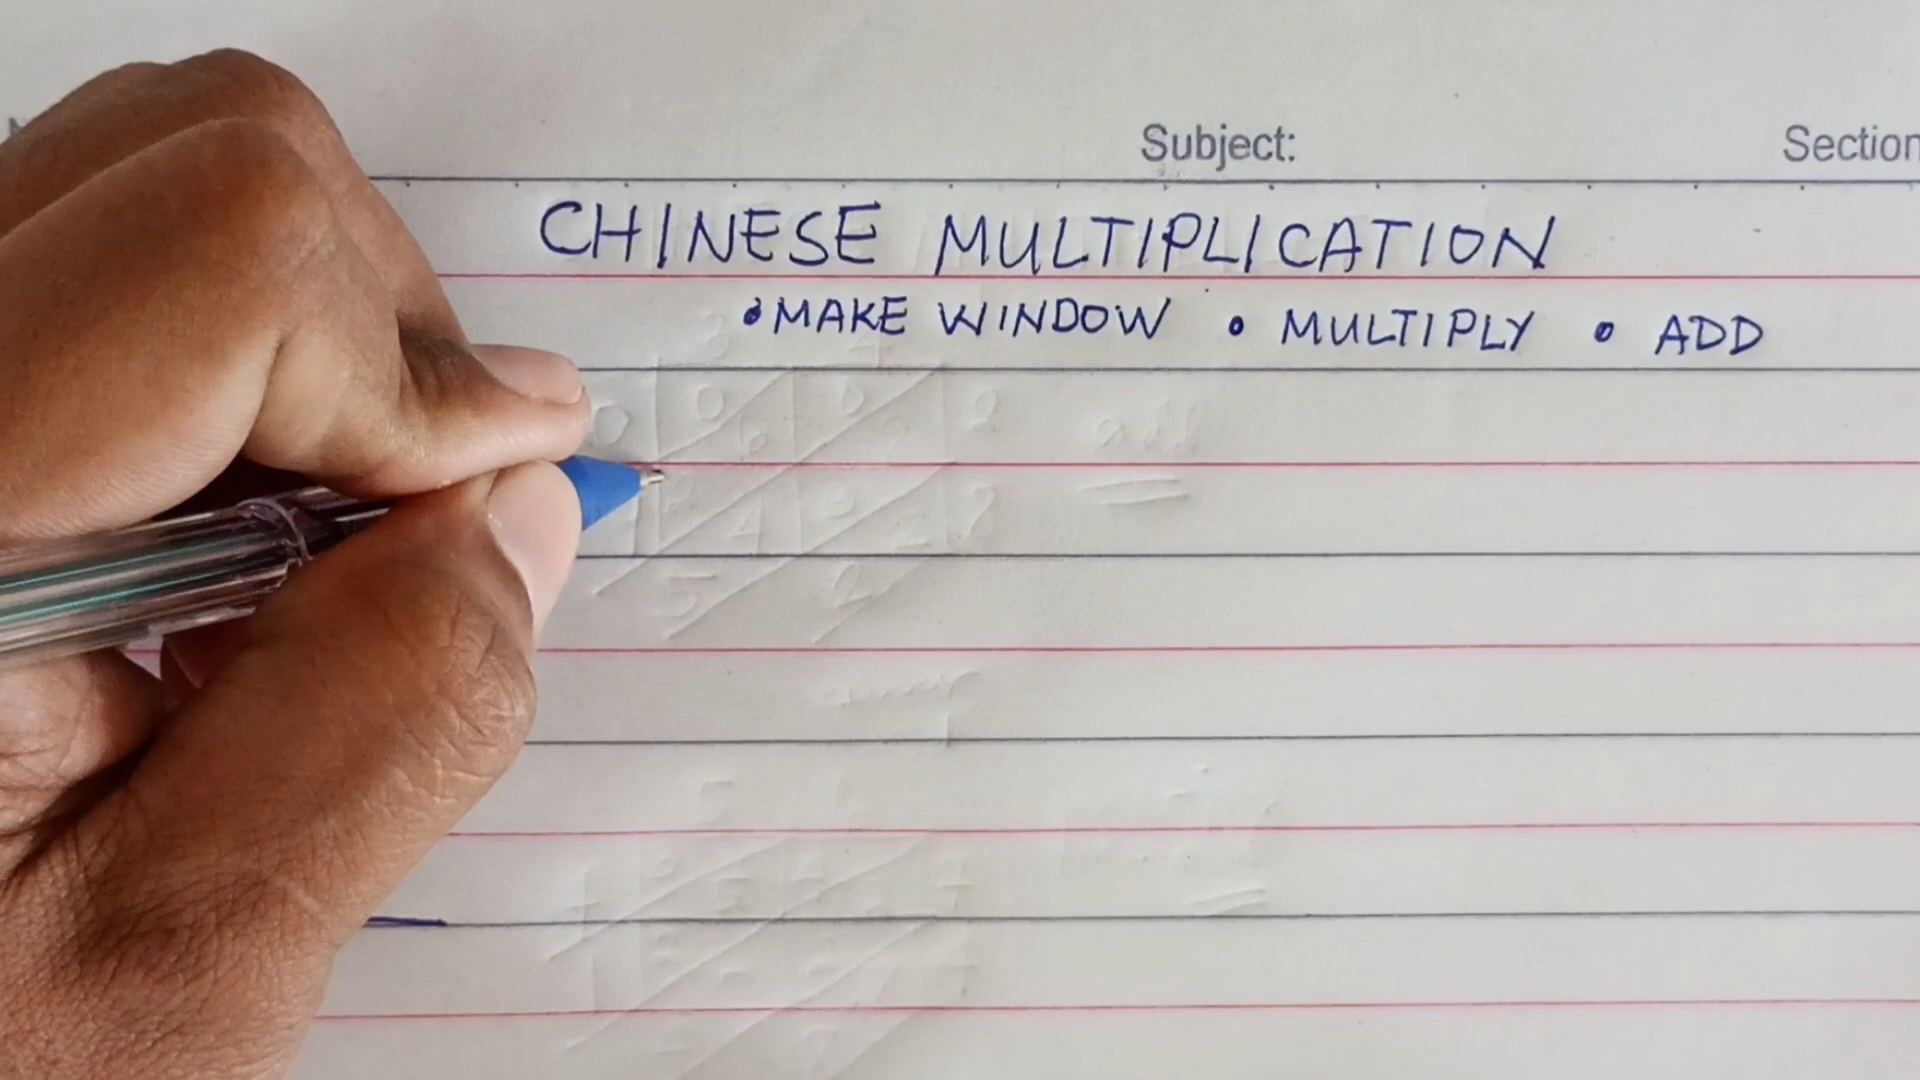 Subject: Section
CHINESE MULTIPLICATION
• MAKE WINDOW • MULTIPLY • ADD